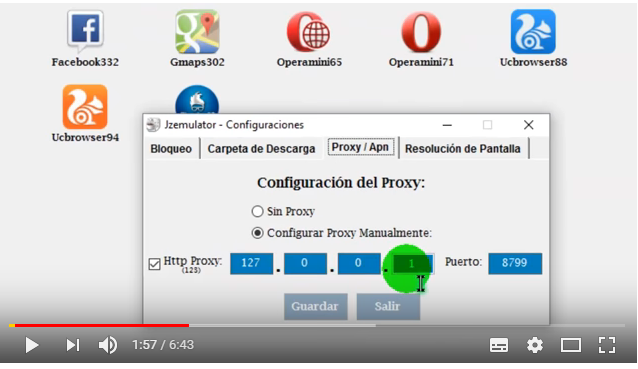 Facebook332
Gmaps302
Operamini65
Operamini71
Ucbrowser88
Ucbrowser94
Jzemulator - Configuraciones
Bloqueo
Carpeta de Descarga
Proxy / Apn
Resolución de Pantalla
Configuración del Proxy:
Sin Proxy
Configurar Proxy Manualmente:
Http Proxy: 127 . 0 . 0 . 1 Puerto: 8799
(123)
Guardar
Salir
1:57 / 6:43